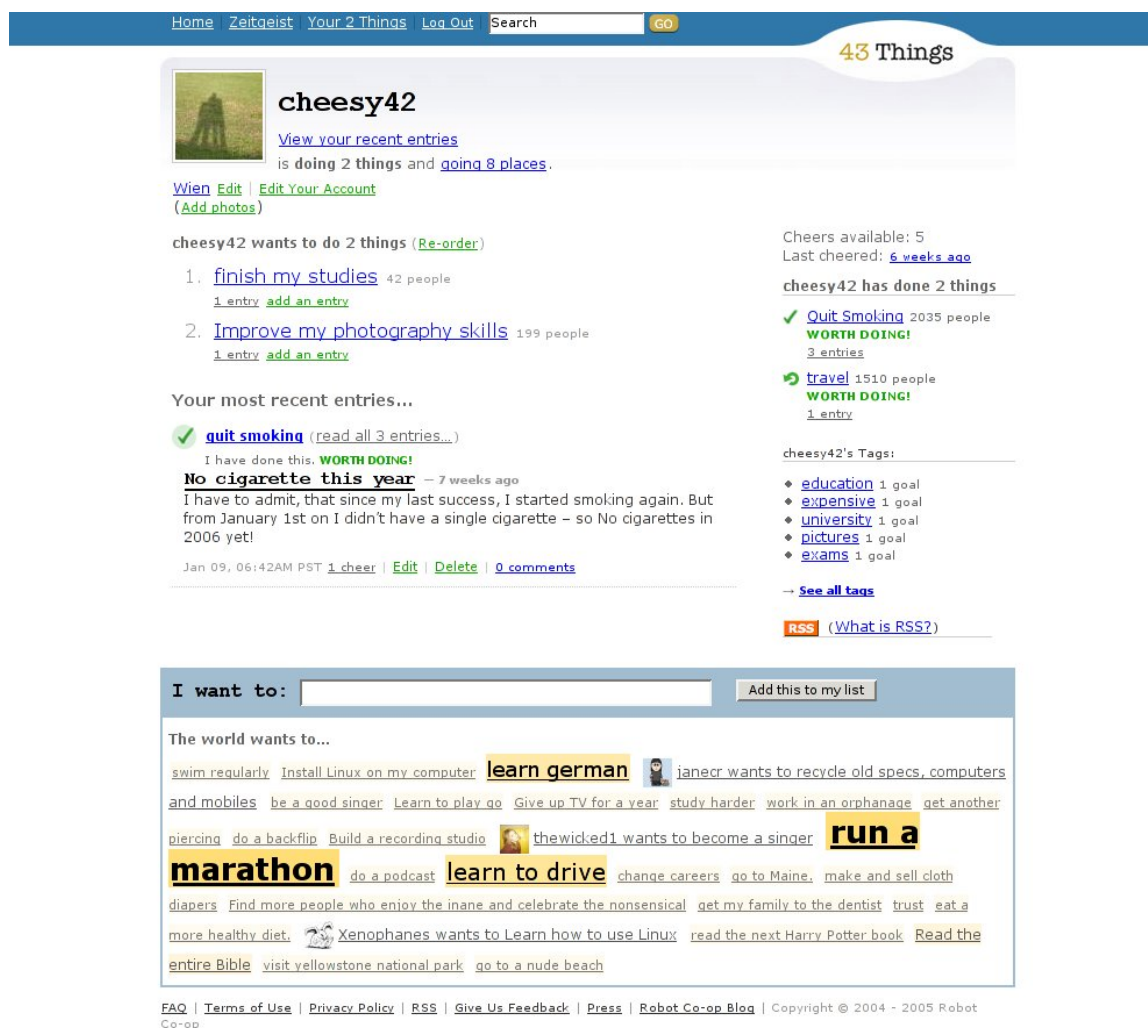 Home | Zeitgeist | Your 2 Things | Log Out | Search GO
43 Things
cheesy42
View your recent entries
is doing 2 things and going 8 places.
Wien Edit | Edit Your Account
(Add photos)
cheesy42 wants to do 2 things (Re-order)
1. finish my studies 42 people
1 entry add an entry
2. Improve my photography skills 199 people
1 entry add an entry
Your most recent entries...
quit smoking (read all 3 entries...)
I have done this. WORTH DOING!
No cigarette this year — 7 weeks ago
I have to admit, that since my last success, I started smoking again. But
from January 1st on I didn't have a single cigarette – so No cigarettes in
2006 yet!
Jan 09, 06:42AM PST 1 cheer | Edit | Delete | 0 comments
Cheers available: 5
Last cheered: 6 weeks ago
cheesy42 has done 2 things
Quit Smoking 2035 people
WORTH DOING!
3 entries
travel 1510 people
WORTH DOING!
1 entry
cheesy42's Tags:
education 1 goal
expensive 1 goal
university 1 goal
pictures 1 goal
exams 1 goal
→ See all tags
RSS (What is RSS?)
I want to: Add this to my list
The world wants to...
swim regularly Install Linux on my computer learn german janecr wants to recycle old specs, computers
and mobiles be a good singer Learn to play go Give up TV for a year study harder work in an orphanage get another
piercing do a backflip Build a recording studio thewicked1 wants to become a singer run a
marathon do a podcast learn to drive change careers go to Maine. make and sell cloth
diapers Find more people who enjoy the inane and celebrate the nonsensical get my family to the dentist trust eat a
more healthy diet. Xenophanes wants to Learn how to use Linux read the next Harry Potter book Read the
entire Bible visit yellowstone national park go to a nude beach
FAQ | Terms of Use | Privacy Policy | RSS | Give Us Feedback | Press | Robot Co-op Blog | Copyright © 2004 - 2005 Robot
Co-op